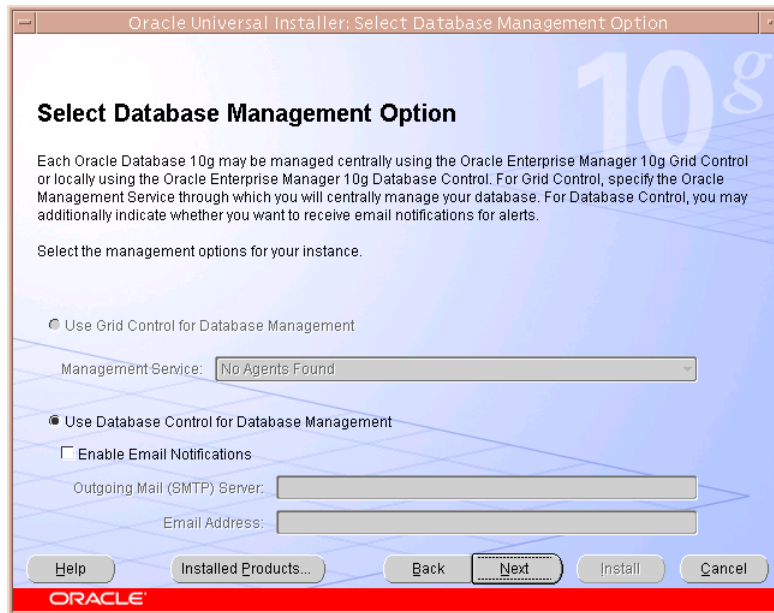 Oracle Universal Installer: Select Database Management Option
10g
Select Database Management Option
Each Oracle Database 10g may be managed centrally using the Oracle Enterprise Manager 10g Grid Control
or locally using the Oracle Enterprise Manager 10g Database Control. For Grid Control, specify the Oracle
Management Service through which you will centrally manage your database. For Database Control, you may
additionally indicate whether you want to receive email notifications for alerts.
Select the management options for your instance.
Use Grid Control for Database Management
Management Service: No Agents Found
Use Database Control for Database Management
Enable Email Notifications
Outgoing Mail (SMTP) Server:
Email Address:
Help Installed Products... Back Next Install Cancel
ORACLE